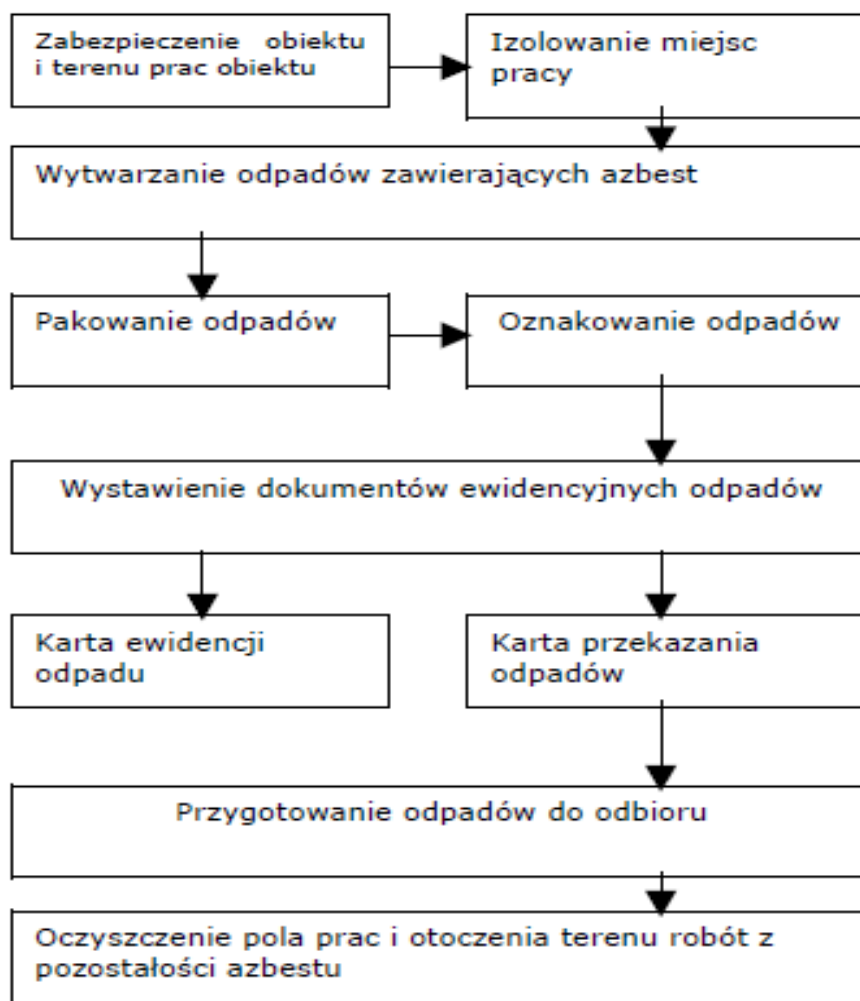 Zabezpieczenie obiektu
i terenu prac obiektu
Izolowanie miejsc
pracy
Wytwarzanie odpadów zawierających azbest
Pakowanie odpadów
Oznakowanie odpadów
Wystawienie dokumentów ewidencyjnych odpadów
Karta ewidencji
odpadu
Karta przekazania
odpadów
Przygotowanie odpadów do odbioru
Oczyszczenie pola prac i otoczenia terenu robót z
pozostałości azbestu